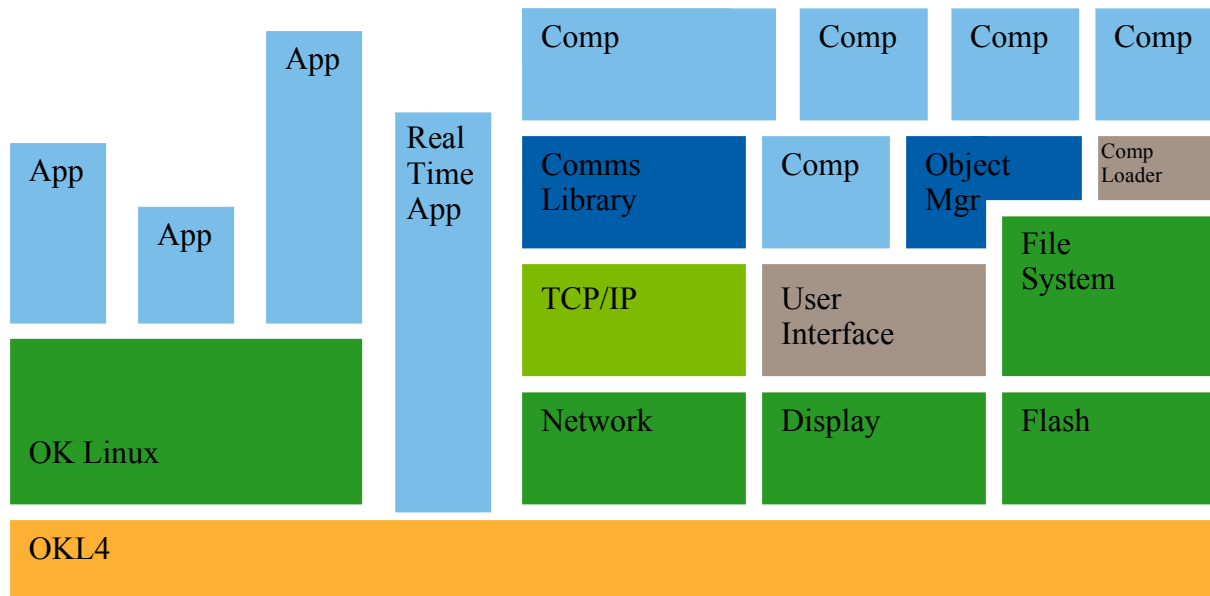 App
App
App
Real
Time
App
Comp
Comp
Comp
Comp
Comms
Library
Comp
Object
Mgr
Comp
Loader
TCP/IP
User
Interface
File
System
OK Linux
Network
Display
Flash
OKL4